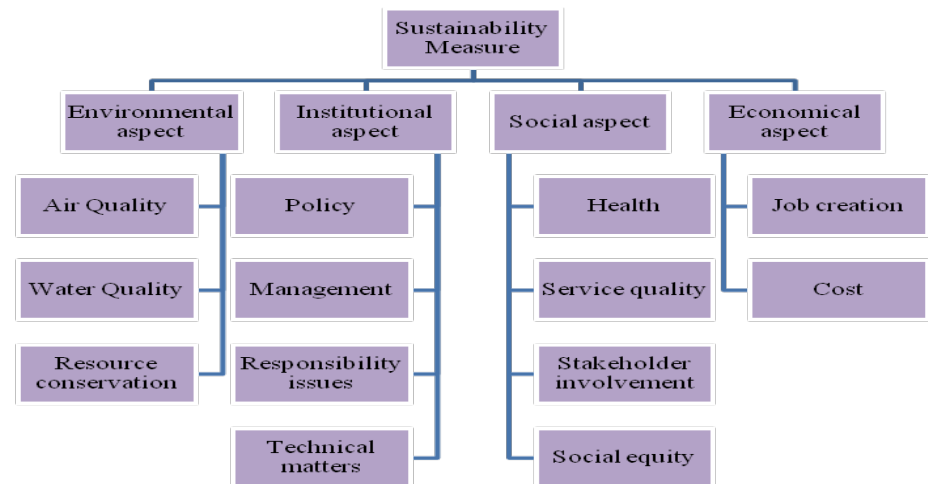 Sustainability
Measure
Environmental
aspect
Institutional
aspect
Social aspect
Economical
aspect
Air Quality
Policy
Health
Job creation
Water Quality
Management
Service quality
Cost
Resource
conservation
Responsibility
issues
Stakeholder
involvement
Technical
matters
Social equity